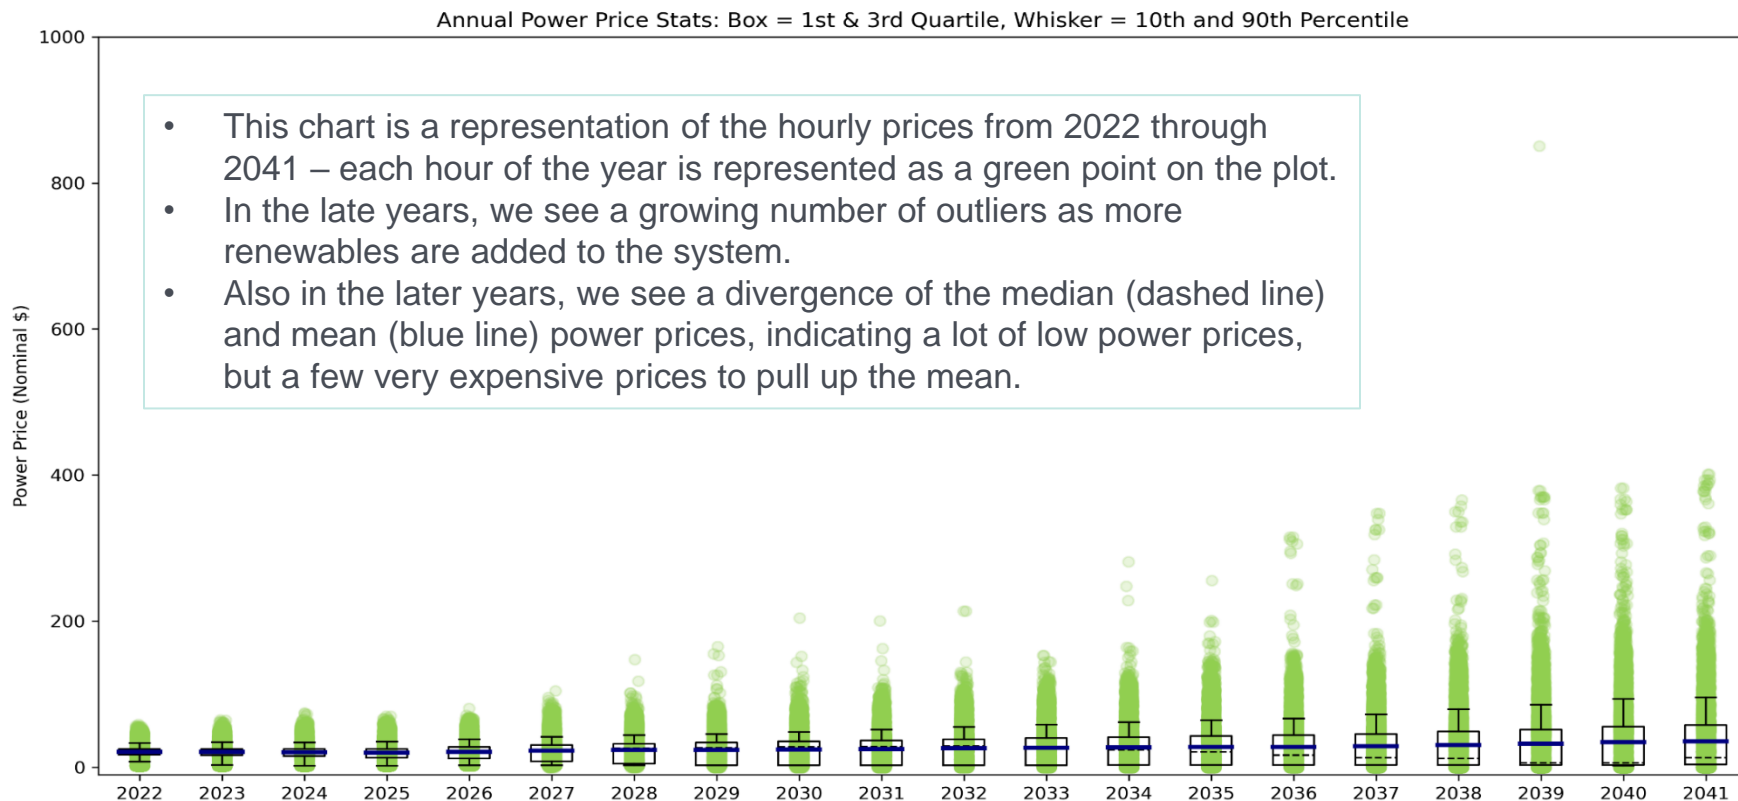 Annual Power Price Stats: Box = 1st & 3rd Quartile, Whisker = 10th and 90th Percentile
1000
• This chart is a representation of the hourly prices from 2022 through
2041 – each hour of the year is represented as a green point on the plot.
• In the late years, we see a growing number of outliers as more
renewables are added to the system.
• Also in the later years, we see a divergence of the median (dashed line)
and mean (blue line) power prices, indicating a lot of low power prices,
but a few very expensive prices to pull up the mean.
800
600
400
200
0
Power Price (Nominal $)
2022 2023 2024 2025 2026 2027 2028 2029 2030 2031 2032 2033 2034 2035 2036 2037 2038 2039 2040 2041